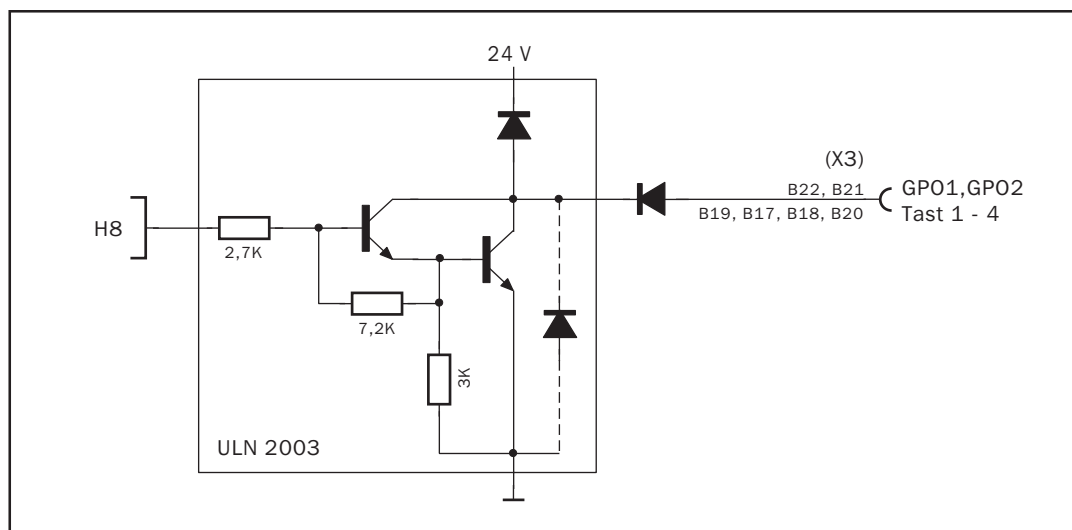 24 V
(X3)
B22, B21
GPO1,GPO2
B19, B17, B18, B20
Tast 1 - 4
H8
2,7K
7,2K
3K
ULN 2003